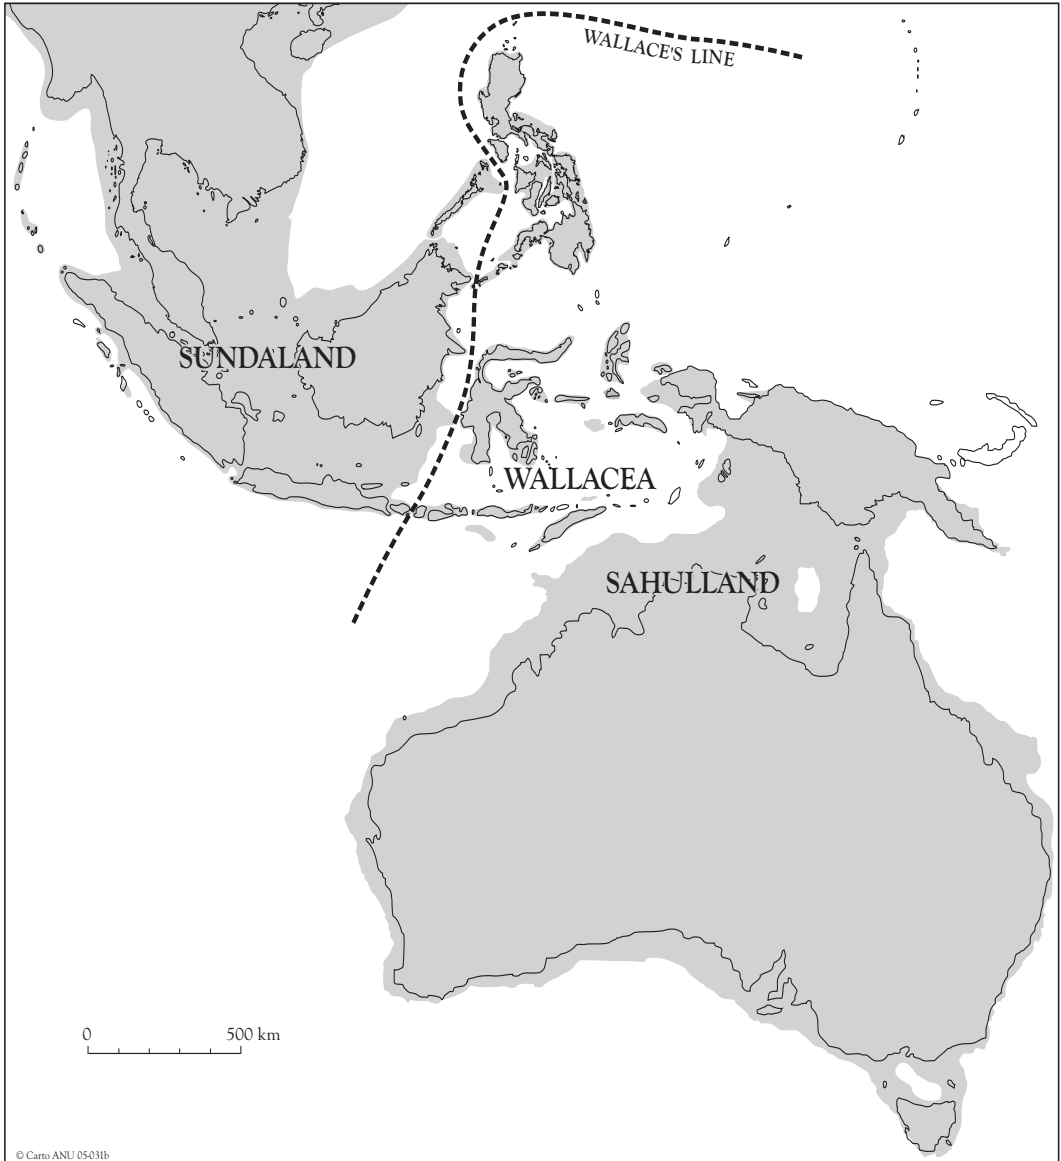 WALLACE'S LINE
SUNDALAND
WALLACEA
SAHULLAND
0 500 km
© Carto ANU 05-031b